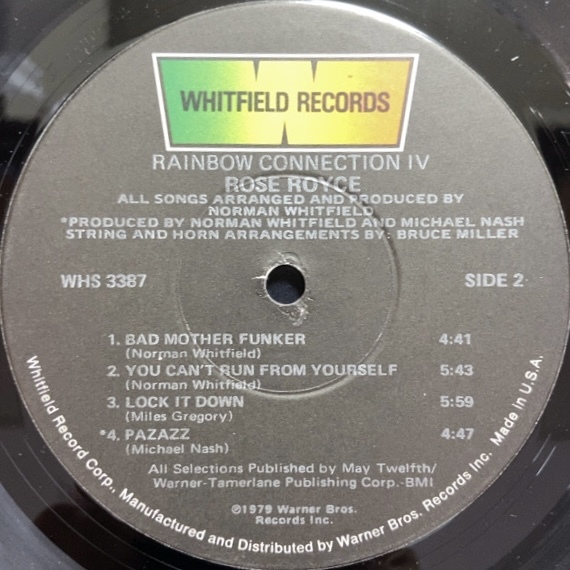 WHITFIELD RECORDS
RAINBOW CONNECTION IV
ROSE ROYCE
ALL SONGS ARRANGED AND PRODUCED BY
NORMAN WHITFIELD
*PRODUCED BY NORMAN WHITFIELD AND MICHAEL NASH
STRING AND HORN ARRANGEMENTS BY: BRUCE MILLER
WHS 3387 SIDE 2
1. BAD MOTHER FUNKER 4:41
(Norman Whitfield)
2. YOU CAN'T RUN FROM YOURSELF 5:43
(Norman Whitfield)
3. LOCK IT DOWN 5:59
(Miles Gregory)
*4. PAZAZZ 4:47
(Michael Nash)
All Selections Published by May Twelfth/
Warner-Tamerlane Publishing Corp.-BMI
©1979 Warner Bros.
Records Inc.
Whitfield Record Corp., Manufactured and Distributed by Warner Bros. Records Inc. Made in U.S.A.